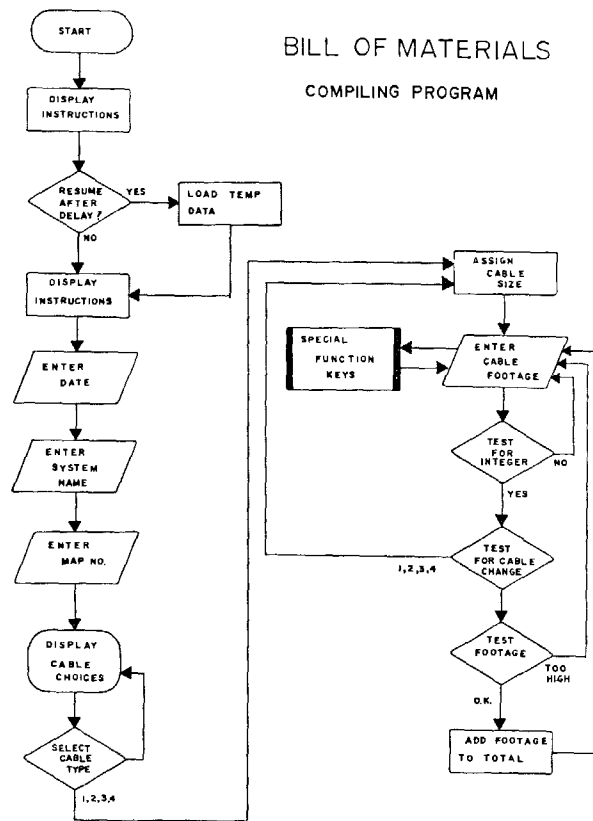 BILL OF MATERIALS
COMPILING PROGRAM
START
DISPLAY
INSTRUCTIONS
RESUME
AFTER
DELAY?
YES
NO
LOAD TEMP
DATA
DISPLAY
INSTRUCTIONS
ENTER
DATE
ENTER
SYSTEM
NAME
ENTER
MAP NO.
DISPLAY
CABLE
CHOICES
SELECT
CABLE
TYPE
1,2,3,4
ASSIGN
CABLE
SIZE
SPECIAL
FUNCTION
KEYS
ENTER
CABLE
FOOTAGE
TEST
FOR
INTEGER
NO
YES
TEST
FOR CABLE
CHANGE
1,2,3,4
TEST
FOOTAGE
TOO
HIGH
O.K.
ADD FOOTAGE
TO TOTAL